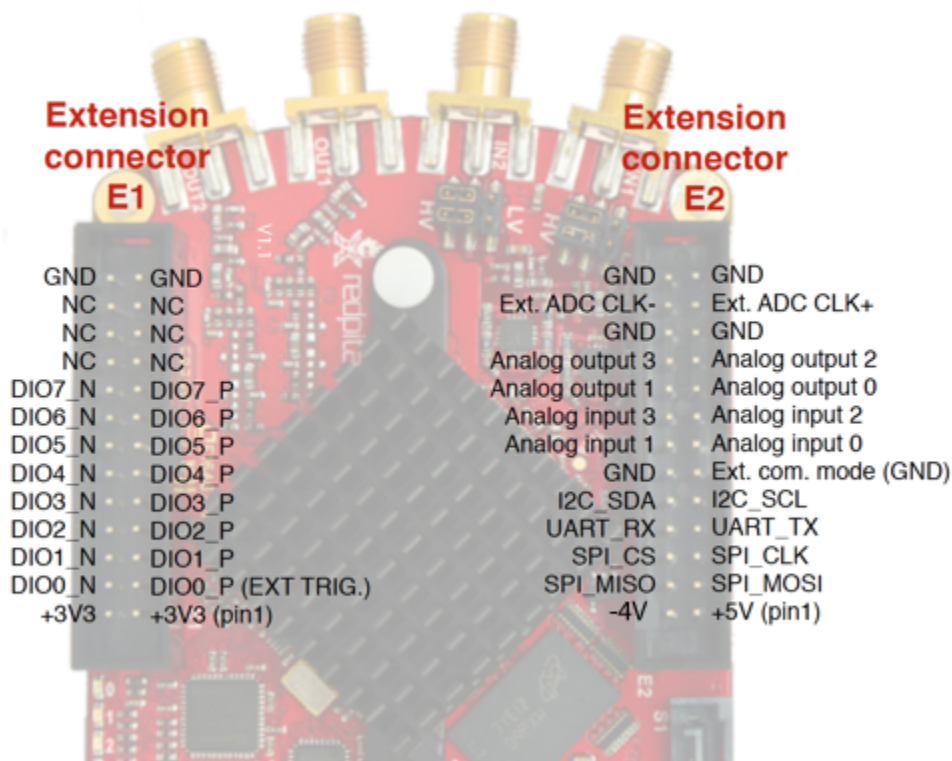 Extension
connector
E1
Extension
connector
E2
OUT2
OUT1
IN2
IN1
V1.1
HV
LV
HV
redpita
GND GND
NC NC
NC NC
NC NC
DIO7_N DIO7_P
DIO6_N DIO6_P
DIO5_N DIO5_P
DIO4_N DIO4_P
DIO3_N DIO3_P
DIO2_N DIO2_P
DIO1_N DIO1_P
DIO0_N DIO0_P (EXT TRIG.)
+3V3 +3V3 (pin1)
GND GND
Ext. ADC CLK- Ext. ADC CLK+
GND GND
Analog output 3 Analog output 2
Analog output 1 Analog output 0
Analog input 3 Analog input 2
Analog input 1 Analog input 0
GND Ext. com. mode (GND)
I2C_SDA I2C_SCL
UART_RX UART_TX
SPI_CS SPI_CLK
SPI_MISO SPI_MOSI
-4V +5V (pin1)
E2
S1
0
1
2